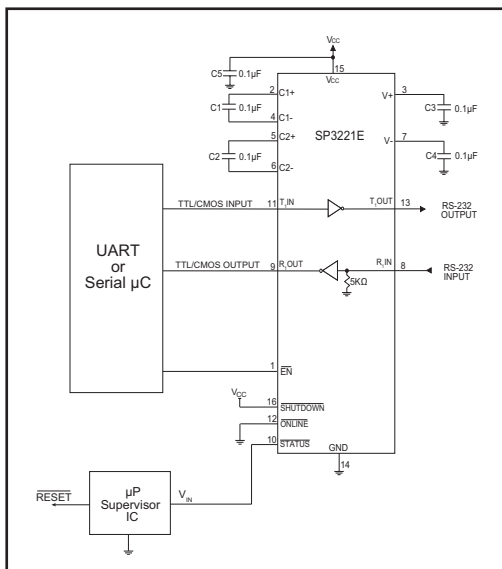 VCC
C5 0.1µF
15
VCC
2 C1+
C1 0.1µF
4 C1-
5 C2+
C2 0.1µF
6 C2-
SP3221E
V+ 3
C3 0.1µF
V- 7
C4 0.1µF
TTL/CMOS INPUT 11 T1IN
T1OUT 13
RS-232
OUTPUT
UART
or
Serial µC
TTL/CMOS OUTPUT 9 R1OUT
R1IN 8
RS-232
INPUT
5KΩ
1
EN
VCC
16
SHUTDOWN
12
ONLINE
10
STATUS
GND
14
RESET
µP
Supervisor
IC
VIN